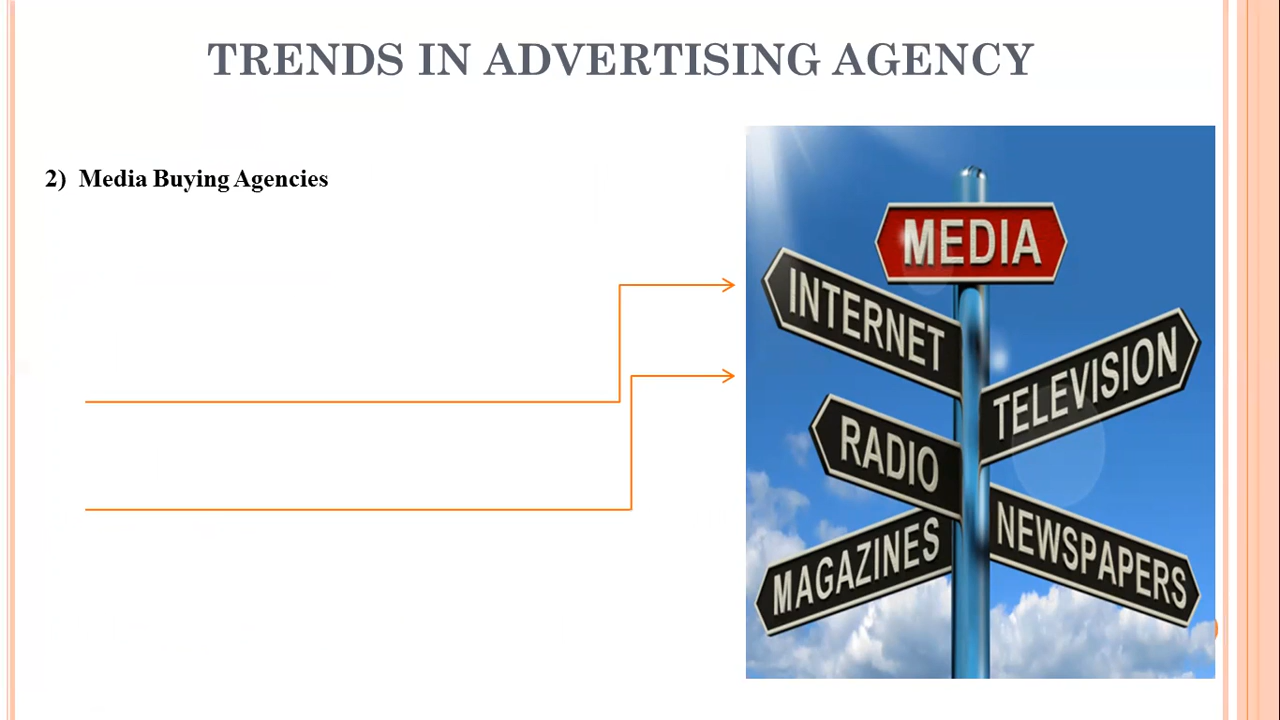 TRENDS IN ADVERTISING AGENCY
2) Media Buying Agencies
MEDIA
INTERNET
TELEVISION
RADIO
NEWSPAPERS
MAGAZINES